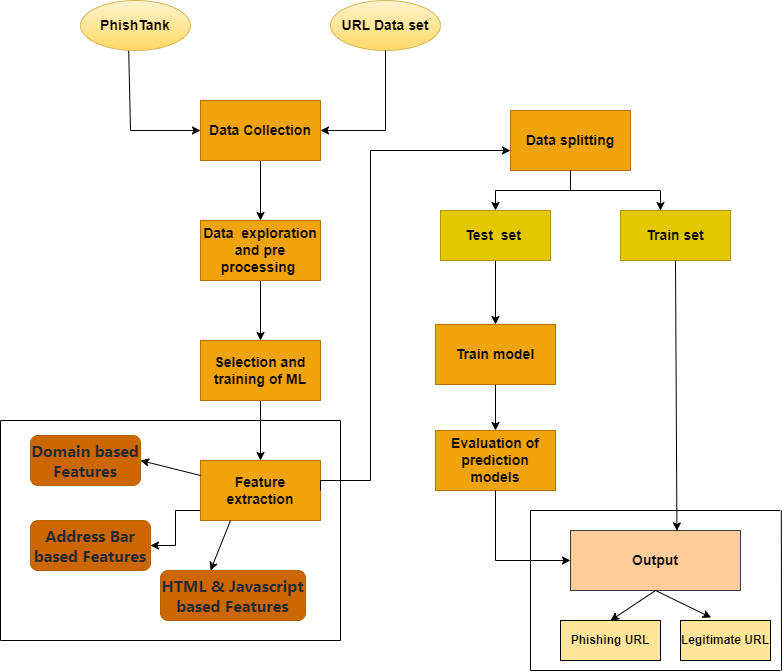 PhishTank
URL Data set
Data Collection
Data splitting
Data exploration
and pre
processing
Test set
Train set
Selection and
training of ML
Train model
Domain based
Features
Feature
extraction
Evaluation of
prediction
models
Address Bar
based Features
HTML & Javascript
based Features
Output
Phishing URL
Legitimate URL